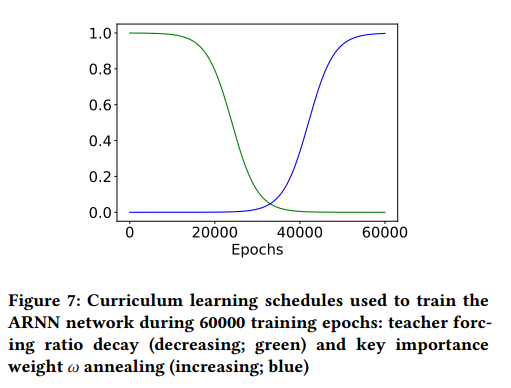 1.0
0.8
0.6
0.4
0.2
0.0
0 20000 40000 60000
Epochs
Figure 7: Curriculum learning schedules used to train the
ARNN network during 60000 training epochs: teacher forc-
ing ratio decay (decreasing; green) and key importance
weight ω annealing (increasing; blue)